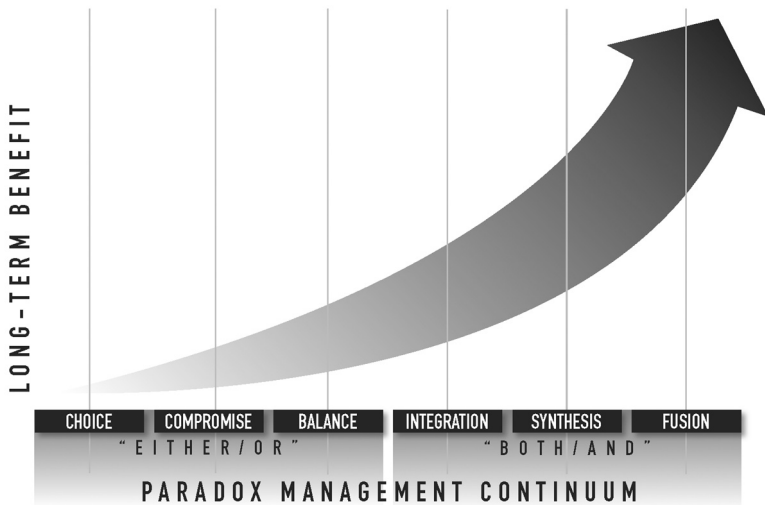 LONG-TERM BENEFIT
CHOICE COMPROMISE BALANCE INTEGRATION SYNTHESIS FUSION
"EITHER/OR" "BOTH/AND"
PARADOX MANAGEMENT CONTINUUM